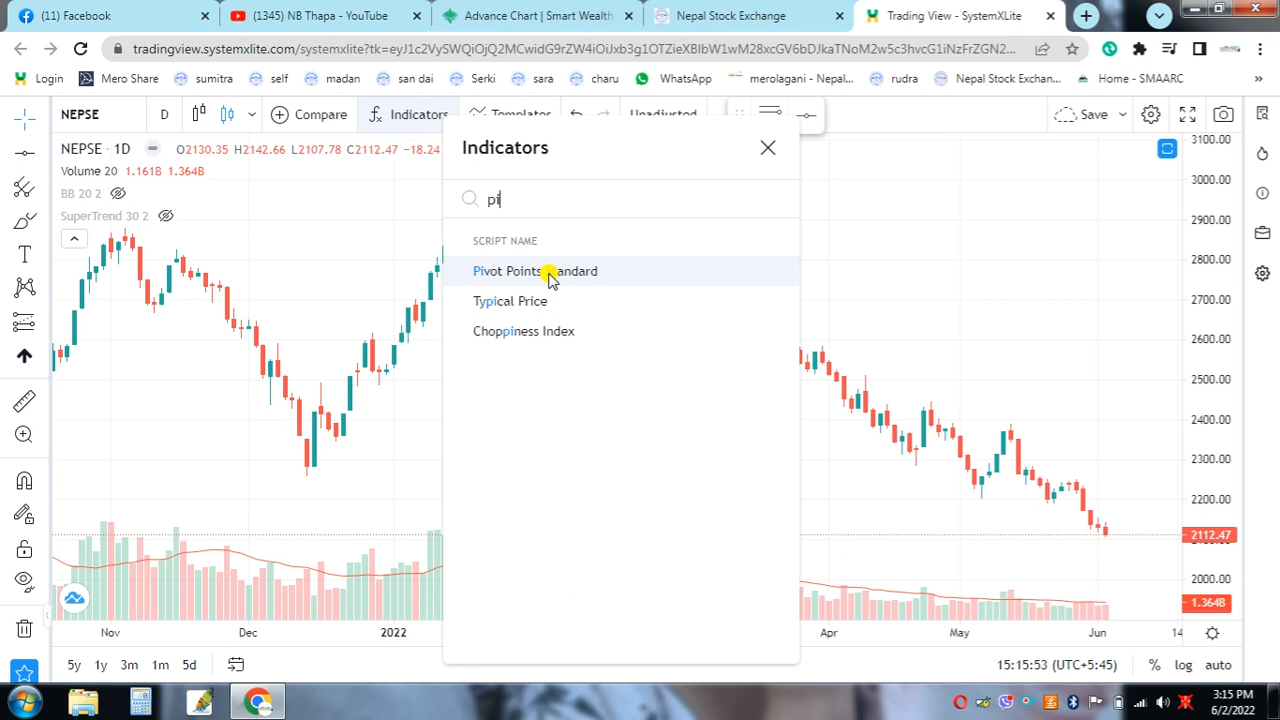 (11) Facebook
(1345) NB Thapa - YouTube
Advance Chart | Smart Wealth
Nepal Stock Exchange
Trading View - SystemXLite
tradingview.systemxlite.com/systemxlite?tk=
Login
Mero Share
sumitra
self
madan
san dai
Serki
sara
charu
WhatsApp
merolagani - Nepal...
rudra
Nepal Stock Exchan...
Home - SMAARC
»
NEPSE
D
Compare
Indicators
Templates
Unadjusted
Save
NEPSE · 1D
O2130.35 H2142.66 L2107.78 C2112.47 -18.24
Volume 20 1.161B 1.364B
BB 20 2
SuperTrend 30 2
Indicators
pi
SCRIPT NAME
Pivot Points Standard
Typical Price
Choppiness Index
3100.00
3000.00
2900.00
2800.00
2700.00
2600.00
2500.00
2400.00
2300.00
2200.00
2112.47
2000.00
1.364B
Nov
Dec
2022
Apr
May
Jun
14
5y
1y
3m
1m
5d
15:15:53 (UTC+5:45)
%
log
auto
3:15 PM
6/2/2022